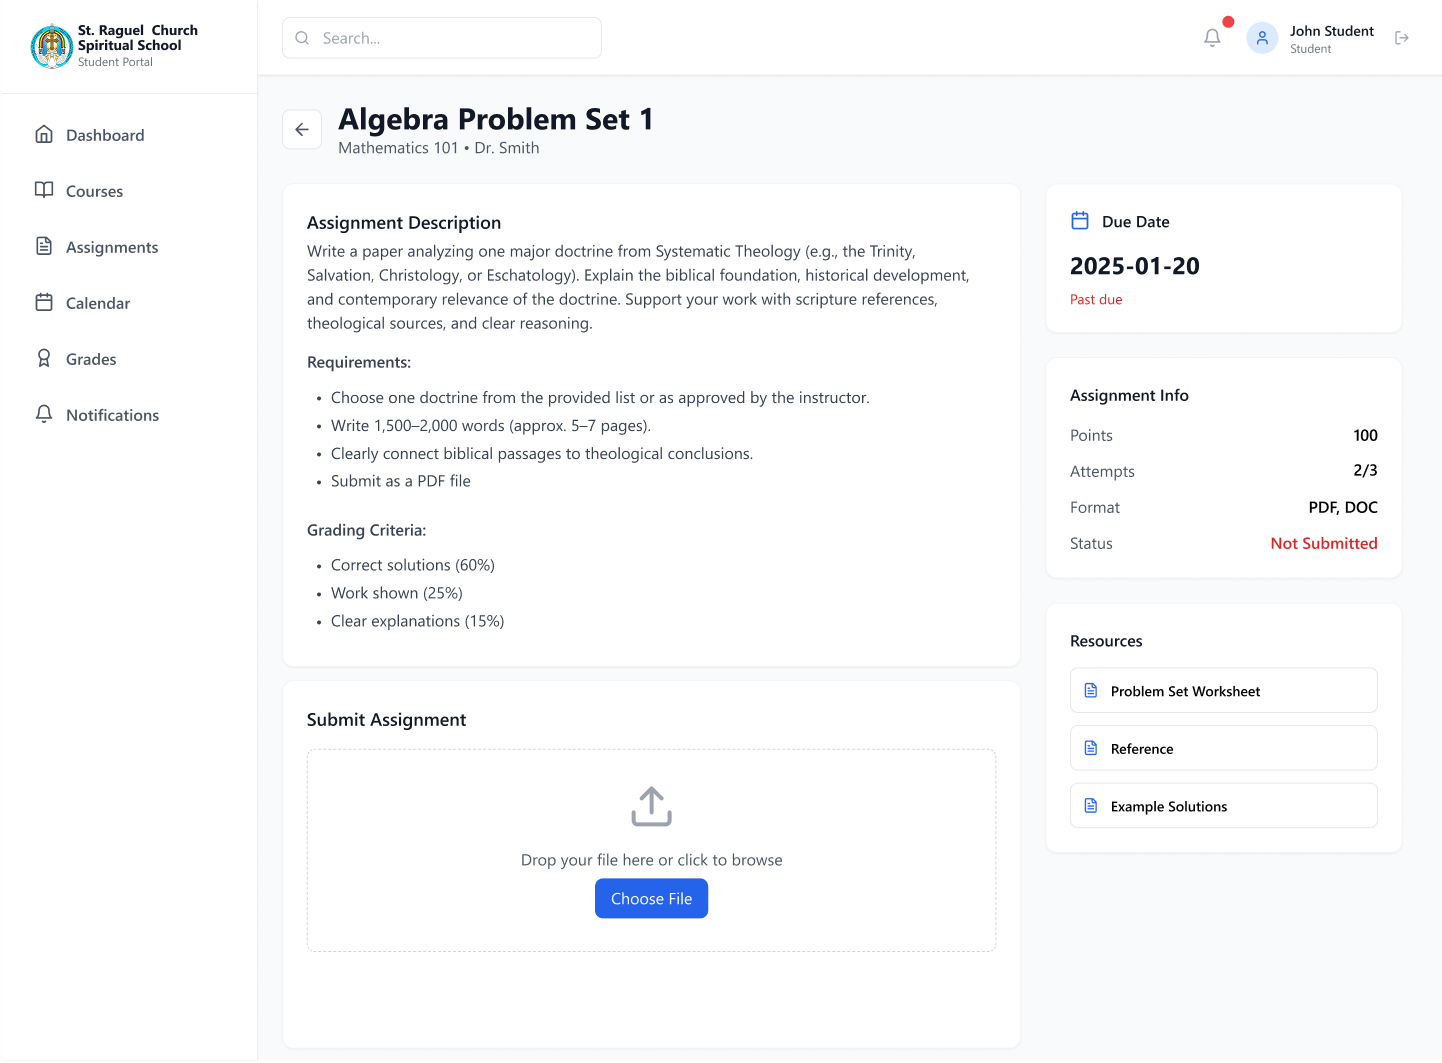 St. Raguel  Church
Spiritual School
Student Portal
Search...
John Student
Student
Dashboard
Courses
Assignments
Calendar
Grades
Notifications
Algebra Problem Set 1
Mathematics 101 • Dr. Smith
Assignment Description
Write a paper analyzing one major doctrine from Systematic Theology (e.g., the Trinity,
Salvation, Christology, or Eschatology). Explain the biblical foundation, historical development,
and contemporary relevance of the doctrine. Support your work with scripture references,
theological sources, and clear reasoning.
Requirements:
• Choose one doctrine from the provided list or as approved by the instructor.
• Write 1,500–2,000 words (approx. 5–7 pages).
• Clearly connect biblical passages to theological conclusions.
• Submit as a PDF file
Grading Criteria:
• Correct solutions (60%)
• Work shown (25%)
• Clear explanations (15%)
Submit Assignment
Drop your file here or click to browse
Choose File
Due Date
2025-01-20
Past due
Assignment Info
Points 100
Attempts 2/3
Format PDF, DOC
Status Not Submitted
Resources
Problem Set Worksheet
Reference
Example Solutions